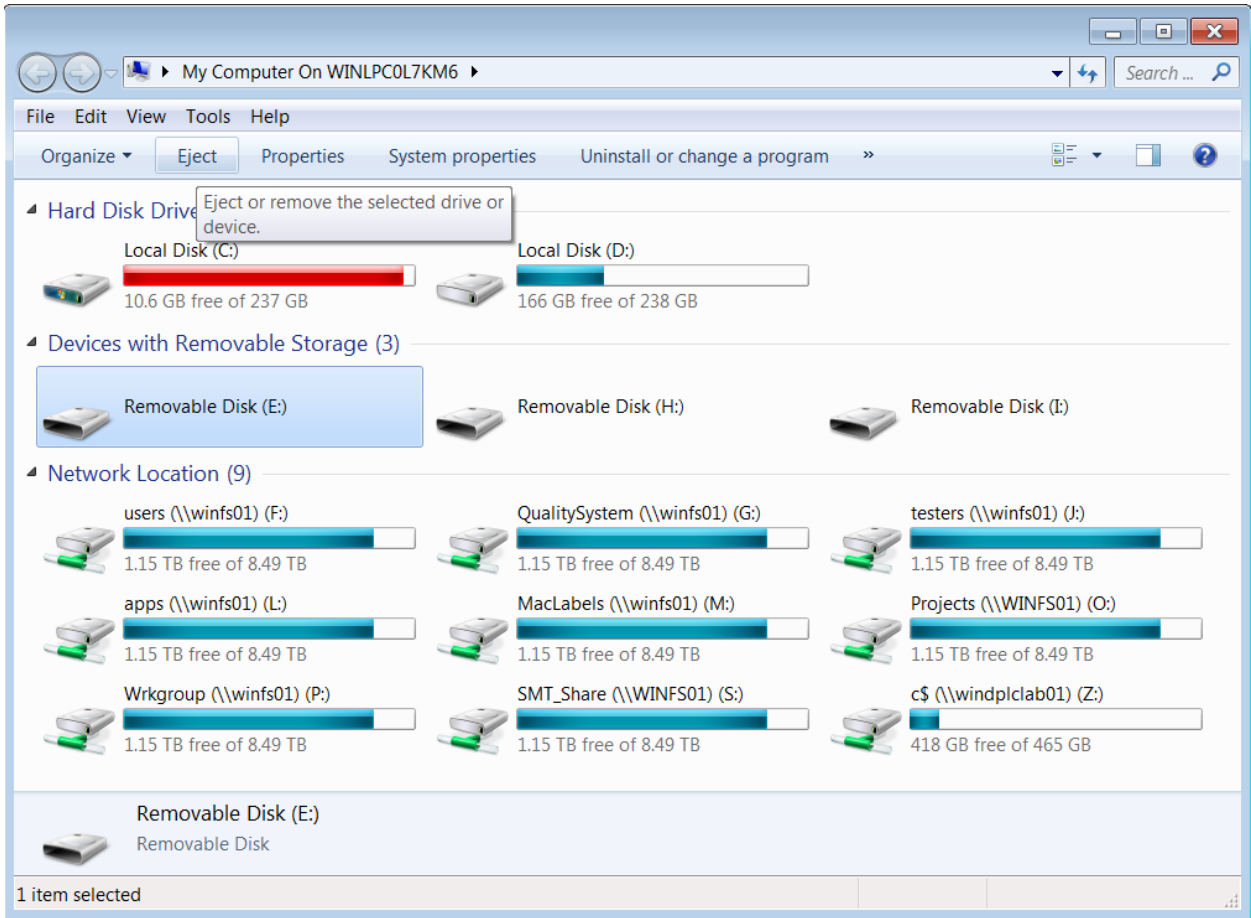 My Computer On WINLPC0L7KM6
Search ...
File Edit View Tools Help
Organize Eject Properties System properties Uninstall or change a program »
Eject or remove the selected drive or
device.
Hard Disk Drive
Local Disk (C:) Local Disk (D:)
10.6 GB free of 237 GB 166 GB free of 238 GB
Devices with Removable Storage (3)
Removable Disk (E:) Removable Disk (H:) Removable Disk (I:)
Network Location (9)
users (\\winfs01) (F:) QualitySystem (\\winfs01) (G:) testers (\\winfs01) (J:)
1.15 TB free of 8.49 TB 1.15 TB free of 8.49 TB 1.15 TB free of 8.49 TB
apps (\\winfs01) (L:) MacLabels (\\winfs01) (M:) Projects (\\WINFS01) (O:)
1.15 TB free of 8.49 TB 1.15 TB free of 8.49 TB 1.15 TB free of 8.49 TB
Wrkgroup (\\winfs01) (P:) SMT_Share (\\WINFS01) (S:) c$ (\\windplclab01) (Z:)
1.15 TB free of 8.49 TB 1.15 TB free of 8.49 TB 418 GB free of 465 GB
Removable Disk (E:)
Removable Disk
1 item selected